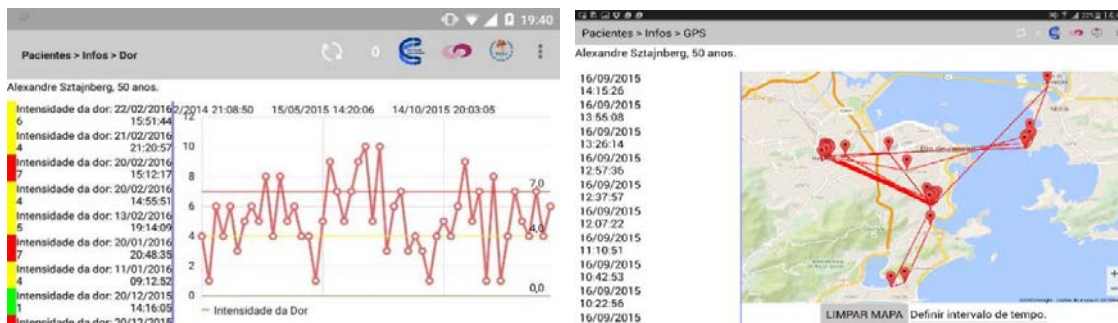 19:40
Pacientes > Infos > Dor
0
Alexandre Sztajnberg, 50 anos.
Intensidade da dor: 22/02/2016
6 15:51:44
Intensidade da dor: 21/02/2016
4 21:20:57
Intensidade da dor: 20/02/2016
7 15:12:17
Intensidade da dor: 20/02/2016
4 14:55:51
Intensidade da dor: 13/02/2016
5 19:14:09
Intensidade da dor: 20/01/2016
7 20:48:35
Intensidade da dor: 11/01/2016
4 09:12:52
Intensidade da dor: 20/12/2015
1 14:16:05
Intensidade da dor: 20/12/2015
2/2014 21:08:50 15/05/2015 14:20:06 14/10/2015 20:03:05
12
10
8
6
4
2
0
7,0
4,0
0,0
Intensidade da Dor
Pacientes > Infos > GPS
Alexandre Sztajnberg, 50 anos.
16/09/2015
14:15:26
16/09/2015
13:55:08
16/09/2015
13:26:14
16/09/2015
12:57:36
16/09/2015
12:37:57
16/09/2015
12:07:22
16/09/2015
11:10:51
16/09/2015
10:42:53
16/09/2015
10:22:56
16/09/2015
Rio de Janeiro
LIMPAR MAPA Definir intervalo de tempo.